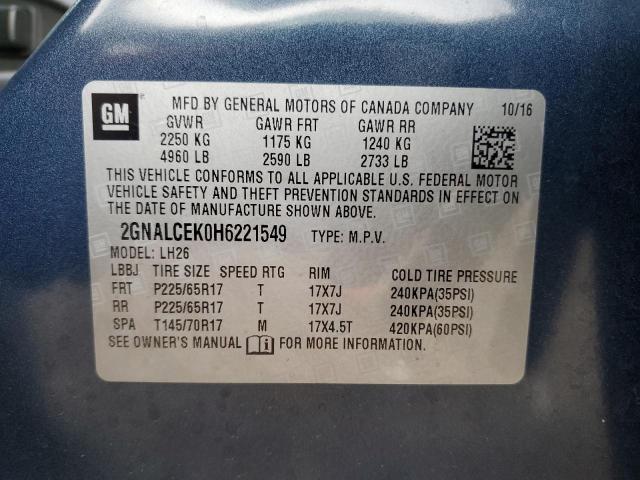 GM
MFD BY GENERAL MOTORS OF CANADA COMPANY 10/16
GVWR GAWR FRT GAWR RR
2250 KG 1175 KG 1240 KG
4960 LB 2590 LB 2733 LB
THIS VEHICLE CONFORMS TO ALL APPLICABLE U.S. FEDERAL MOTOR
VEHICLE SAFETY AND THEFT PREVENTION STANDARDS IN EFFECT ON
THE DATE OF MANUFACTURE SHOWN ABOVE.
2GNALCEK0H6221549 TYPE: M.P.V.
MODEL: LH26
LBBJ TIRE SIZE SPEED RTG RIM COLD TIRE PRESSURE
FRT P225/65R17 T 17X7J 240KPA(35PSI)
RR P225/65R17 T 17X7J 240KPA(35PSI)
SPA T145/70R17 M 17X4.5T 420KPA(60PSI)
SEE OWNER'S MANUAL FOR MORE INFORMATION.